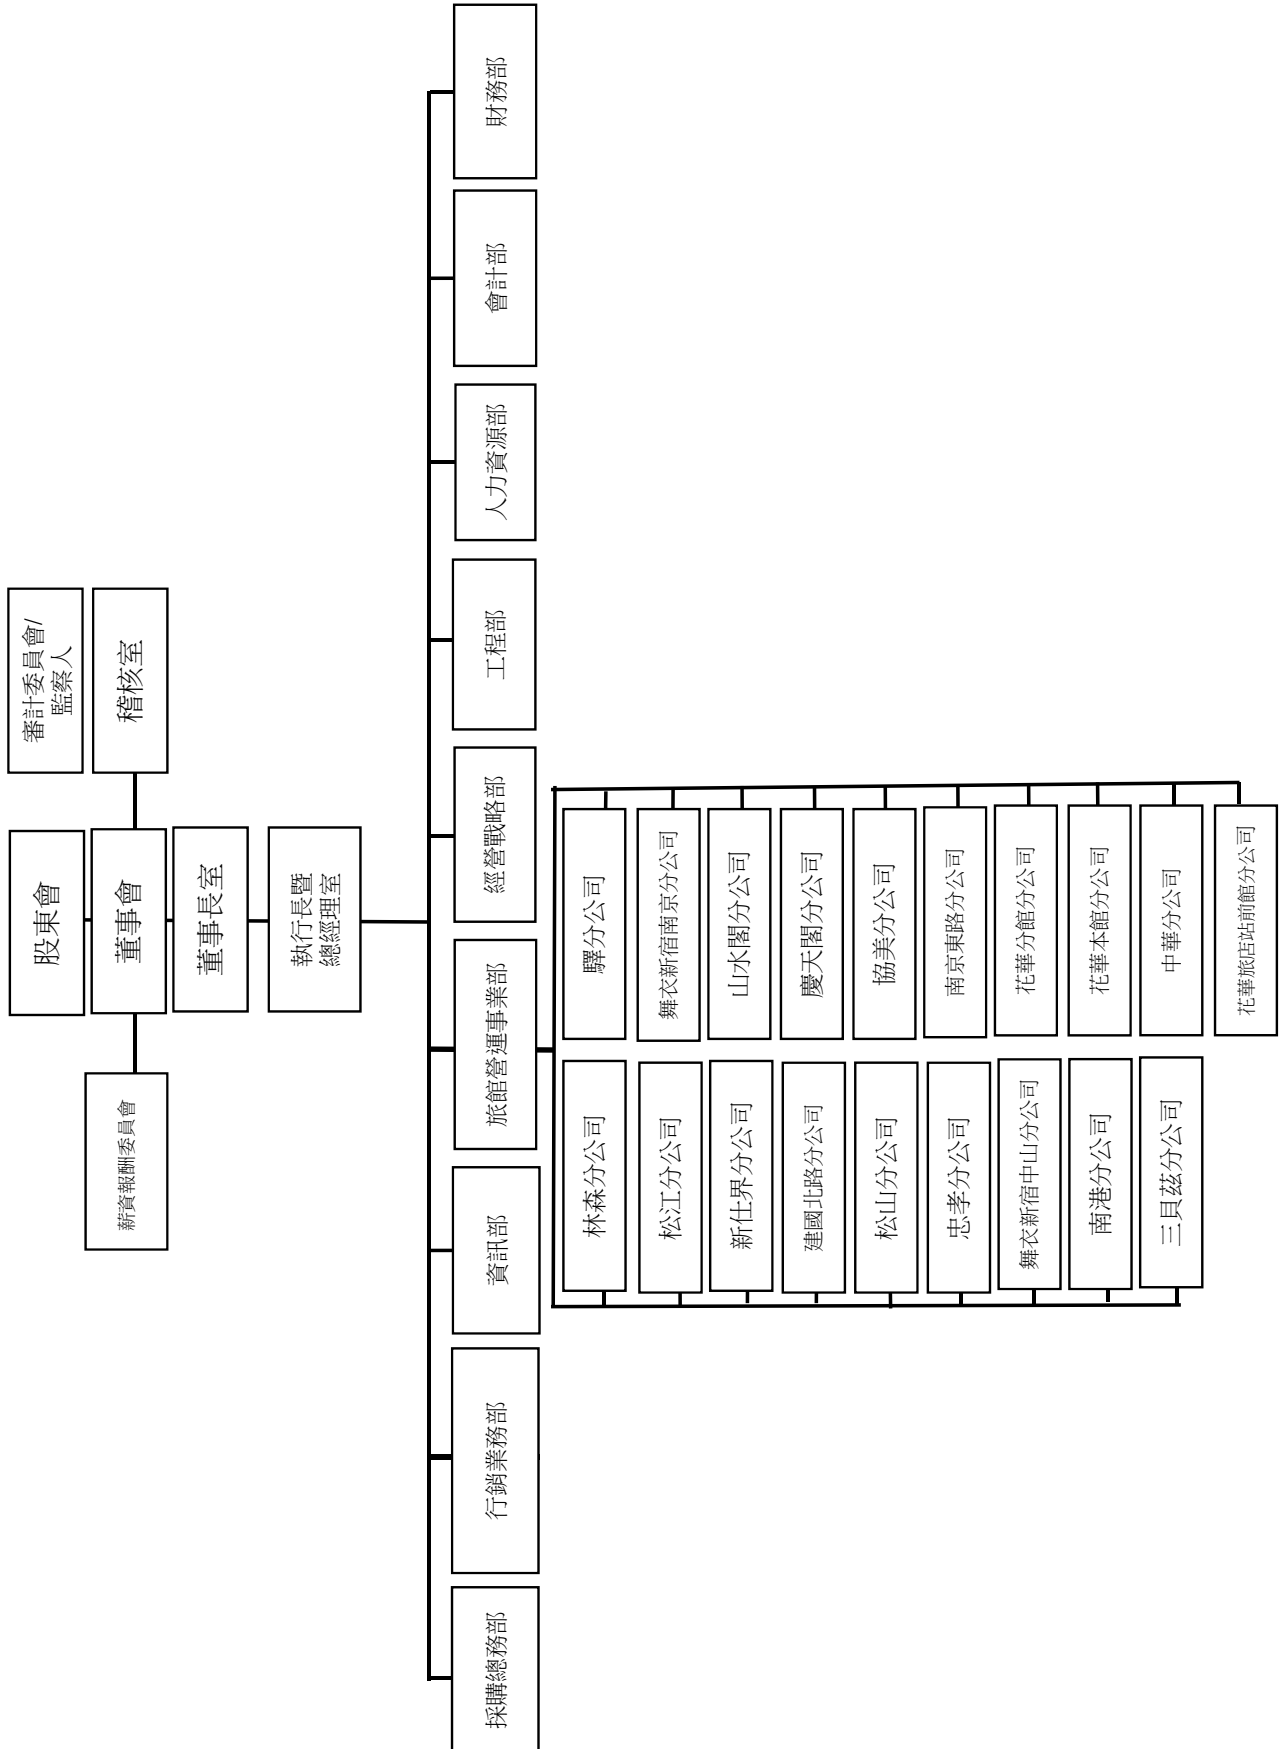 股東會
審計委員會/
監察人
董事會
稽核室
薪資報酬委員會
董事長室
執行長暨
總經理室
採購總務部
行銷業務部
資訊部
旅館營運事業部
經營戰略部
工程部
人力資源部
會計部
財務部
林森分公司
驛分公司
松江分公司
舞衣新宿南京分公司
新仕界分公司
山水閣分公司
建國北路分公司
慶天閣分公司
松山分公司
協美分公司
忠孝分公司
南京東路分公司
舞衣新宿中山分公司
花華分館分公司
南港分公司
花華本館分公司
三貝茲分公司
中華分公司
花華旅店站前館分公司